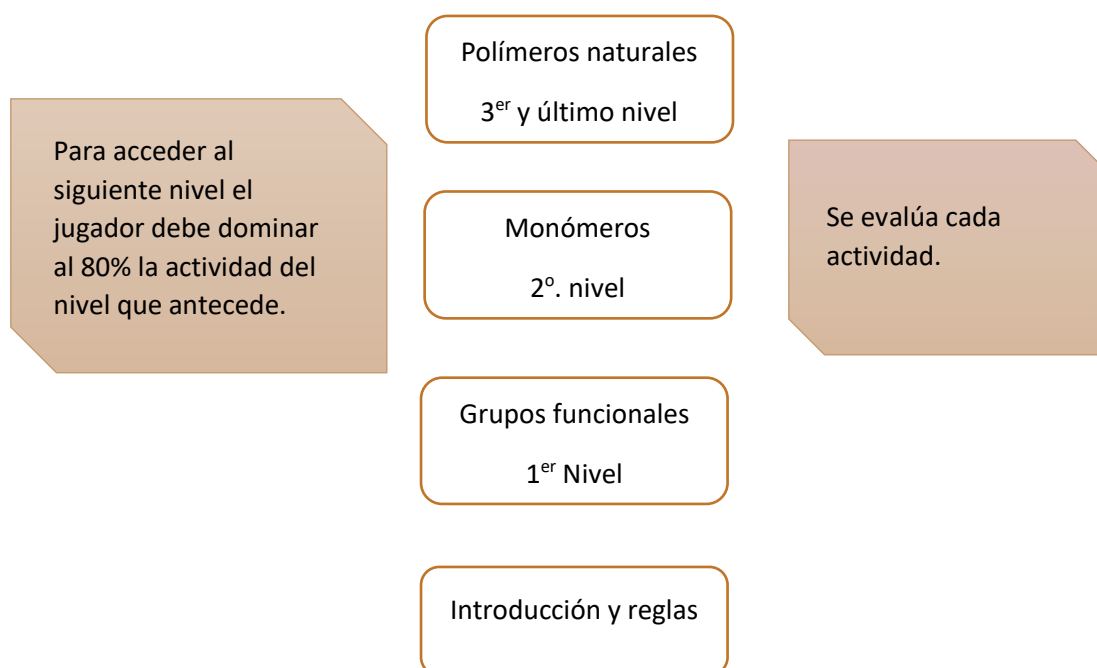 Polímeros naturales
3er y último nivel
Para acceder al
siguiente nivel el
jugador debe dominar
al 80% la actividad del
nivel que antecede.
Monómeros
2o. nivel
Se evalúa cada
actividad.
Grupos funcionales
1er Nivel
Introducción y reglas